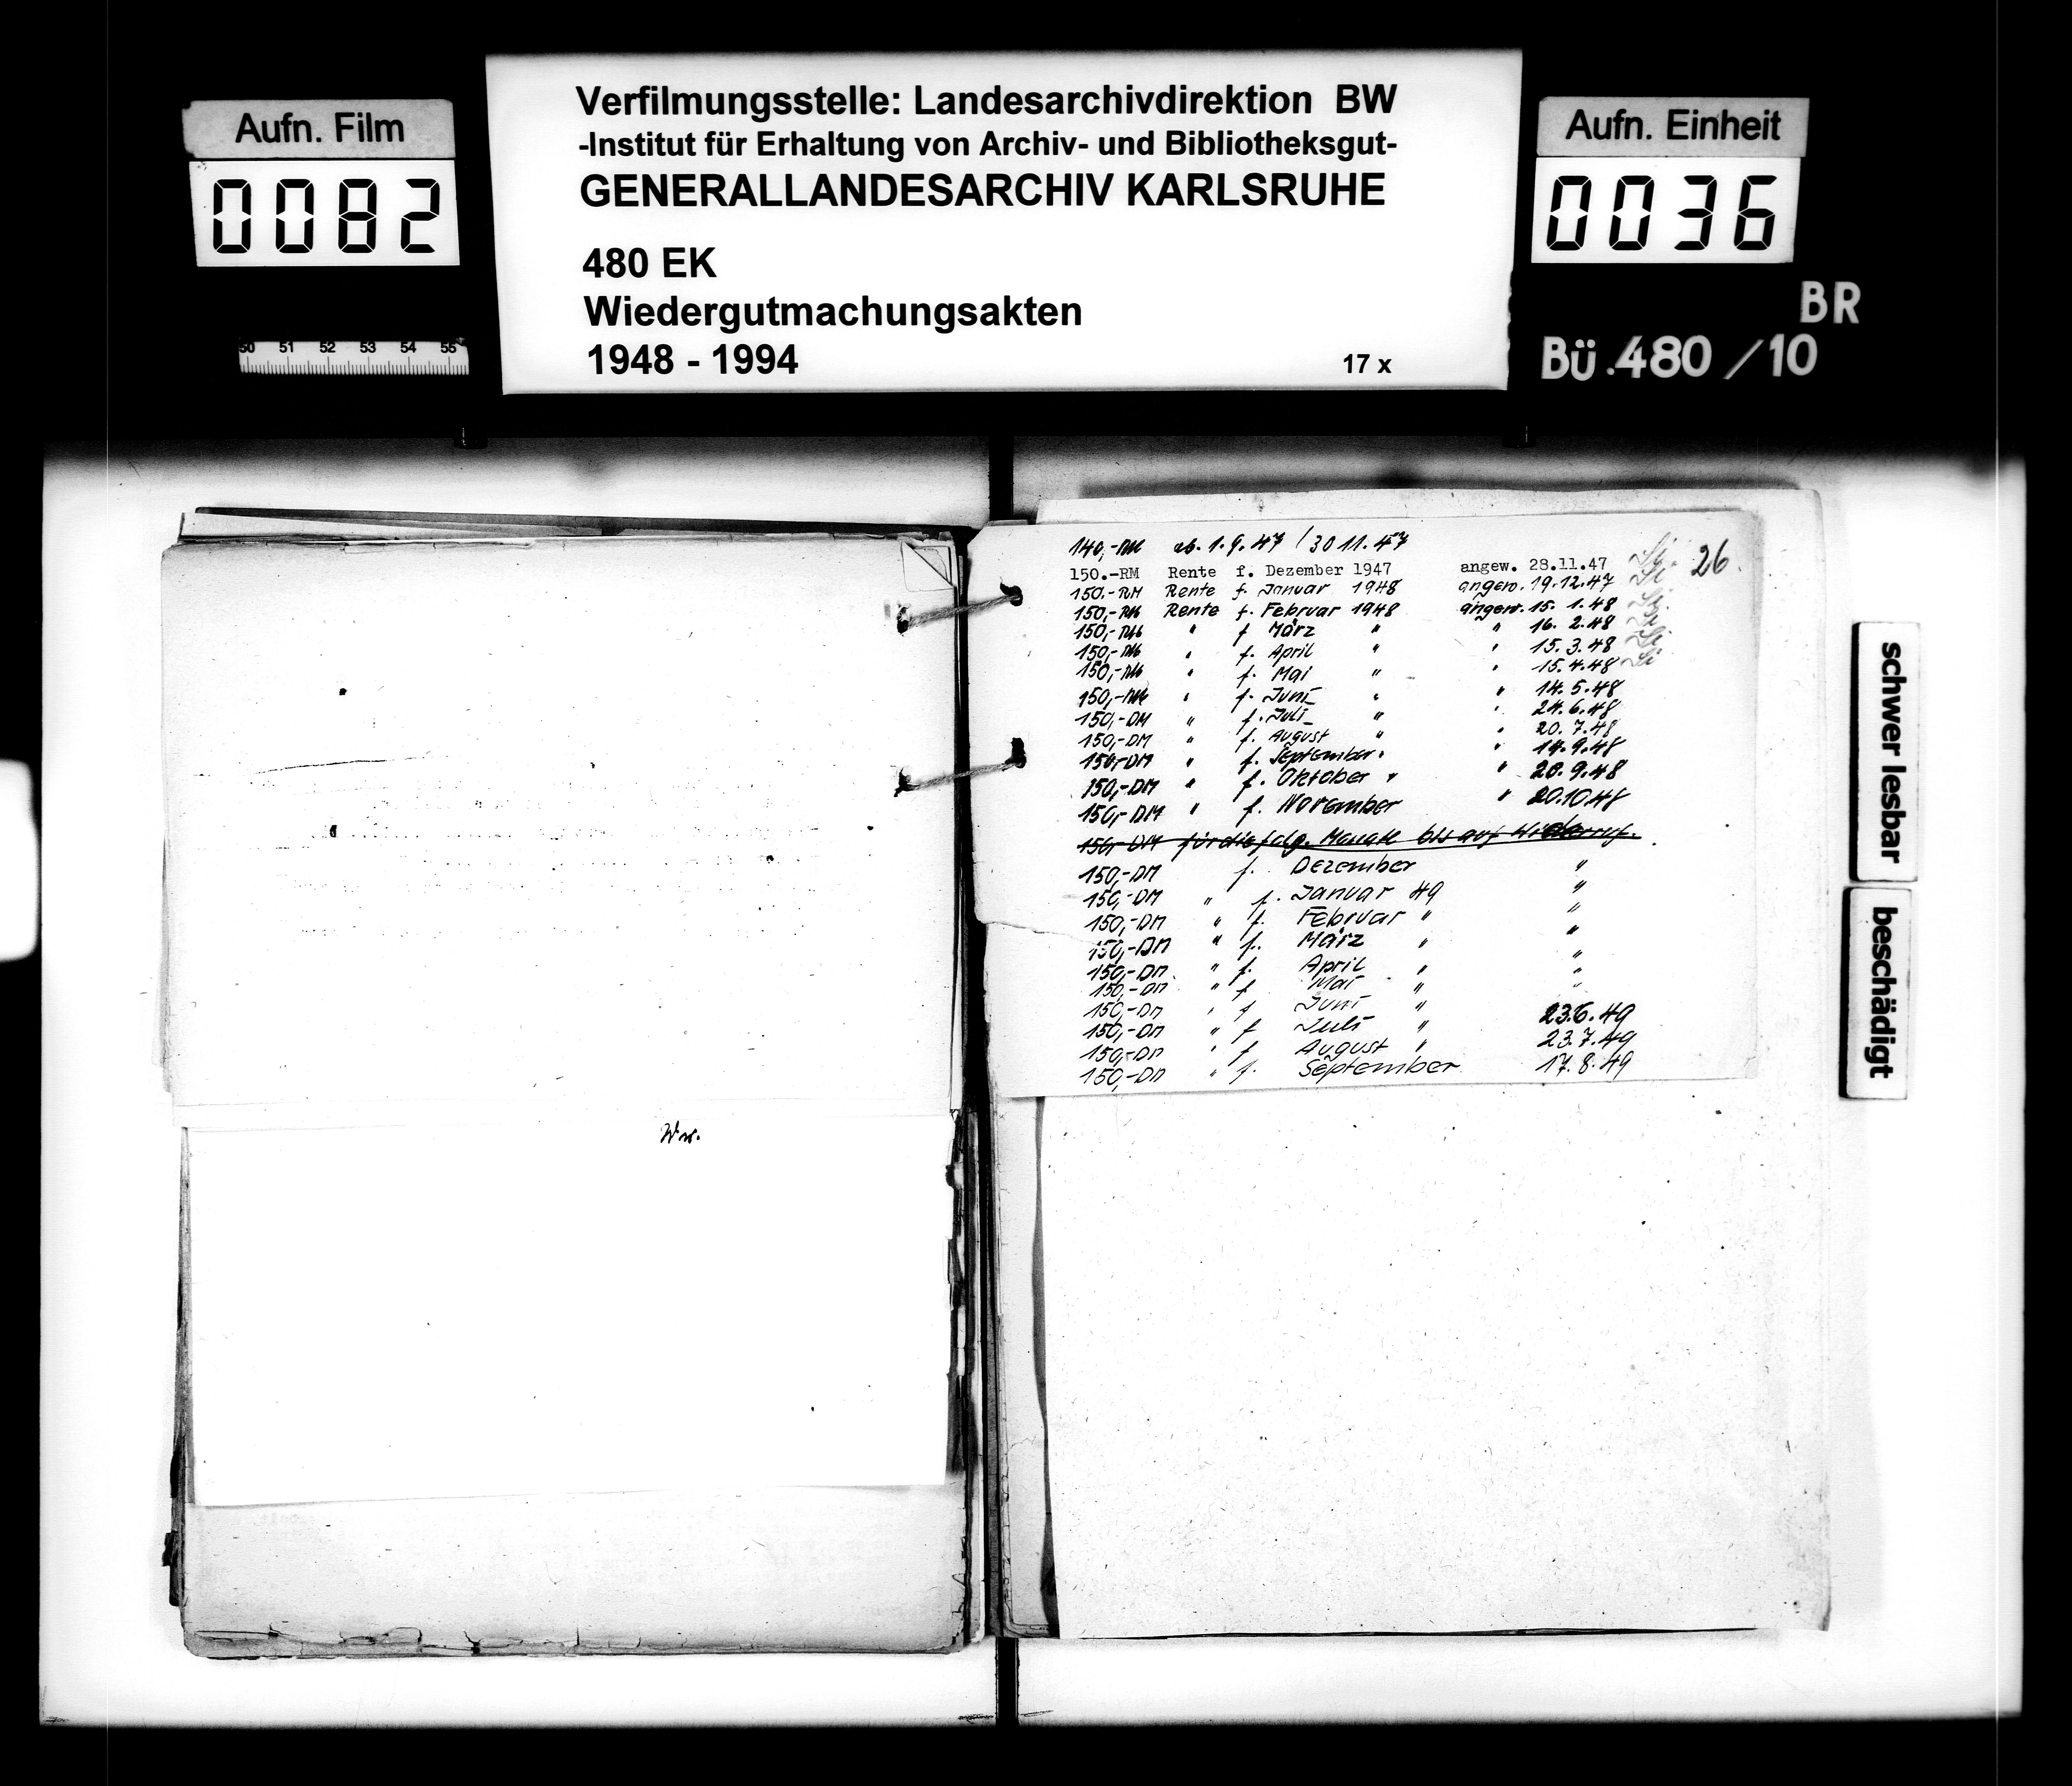 Aufn. Film
0082
50 51 52 53 54 55
Verfilmungsstelle: Landesarchivdirektion BW
-Institut für Erhaltung von Archiv- und Bibliotheksgut-
GENERALLANDESARCHIV KARLSRUHE
480 EK
Wiedergutmachungsakten
1948 - 1994
17 x
Aufn. Einheit
0036
BR
Bü.480/10
140,-RM ab. 1.9.47 / 30 11.47
26.
150.-RM Rente f. Dezember 1947 angew. 28.11.47
150.-RM Rente f. Januar 1948 angew. 19.12.47
150,-RM Rente f. Februar 1948 angew. 15. 1.48
150,-RM " f März " " 16. 2.48
150,-RM " f. April " " 15.3.48
150,-RM " f. Mai " " 15.4.48
150,-RM " f. Juni " " 14.5.48
150,-DM " f. Juli " " 24.6.48
150,-DM " f. August " " 20.7.48
150,-DM " f. September " " 14.9.48
150,-DM " f. Oktober " " 20.9.48
150,-DM " f. November " 20.10.48
150,- DM für die folg. Monate bis auf Widerruf.
150,-DM f. Dezember "
150,-DM " f. Januar 49 "
150,-DM " f. Februar " "
150,-DM " f. März " "
150,-DM " f. April " "
150,-DM " f Mai " "
150,-DM " f Juni " 23.6.49
150,-DM " f Juli " 23.7.49
150,-DM " f August " 17.8.49
150,-DM " f. September
schwer lesbar
beschädigt